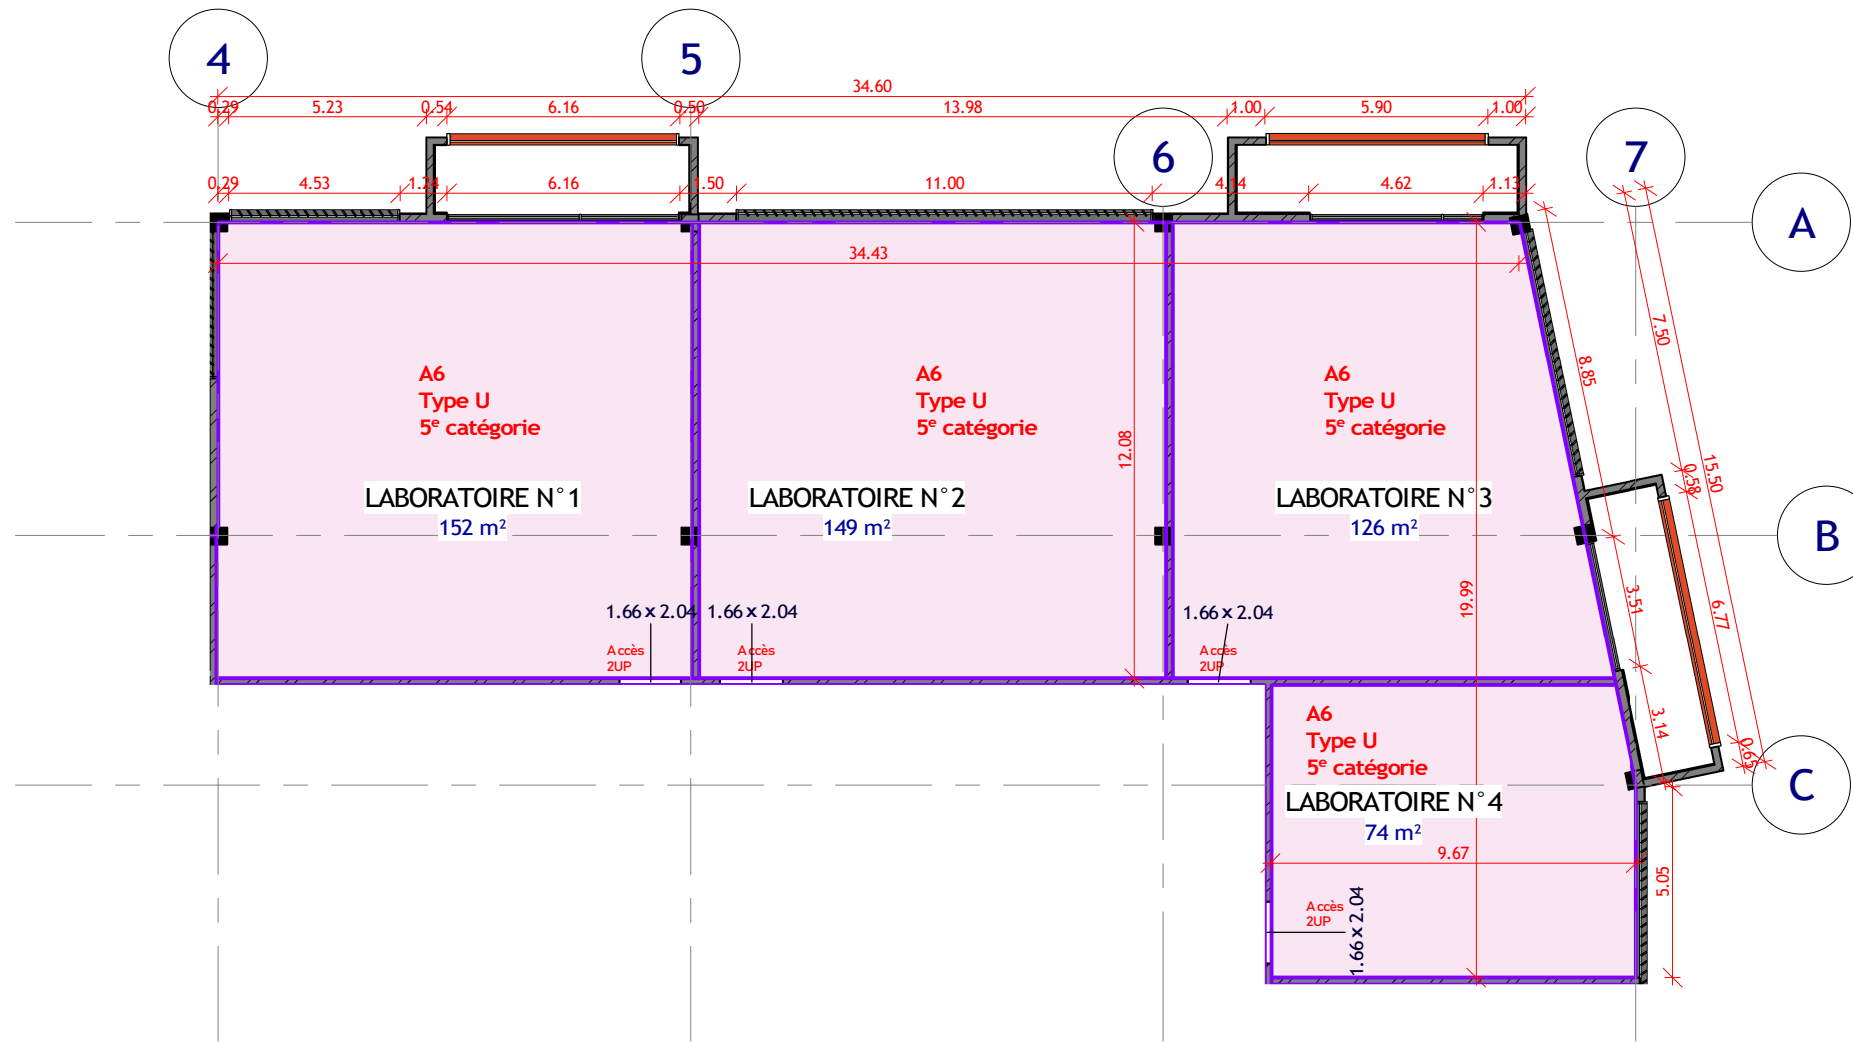 4
5
34.60
0.29
5.23
0.54
6.16
0.50
13.98
1.00
5.90
1.00
6
7
0.29
4.53
1.24
6.16
1.50
11.00
4.14
4.62
1.13
A
34.43
7.50
8.85
A6
Type U
5ᵉ catégorie
A6
Type U
5ᵉ catégorie
A6
Type U
5ᵉ catégorie
12.08
15.50
0.58
LABORATOIRE N°1
152 m²
LABORATOIRE N°2
149 m²
LABORATOIRE N°3
126 m²
B
19.99
3.51
6.77
1.66 x 2.04
1.66 x 2.04
1.66 x 2.04
Accès
2UP
Accès
2UP
Accès
2UP
3.14
0.65
A6
Type U
5ᵉ catégorie
C
LABORATOIRE N°4
74 m²
9.67
5.05
Accès
2UP
1.66 x 2.04